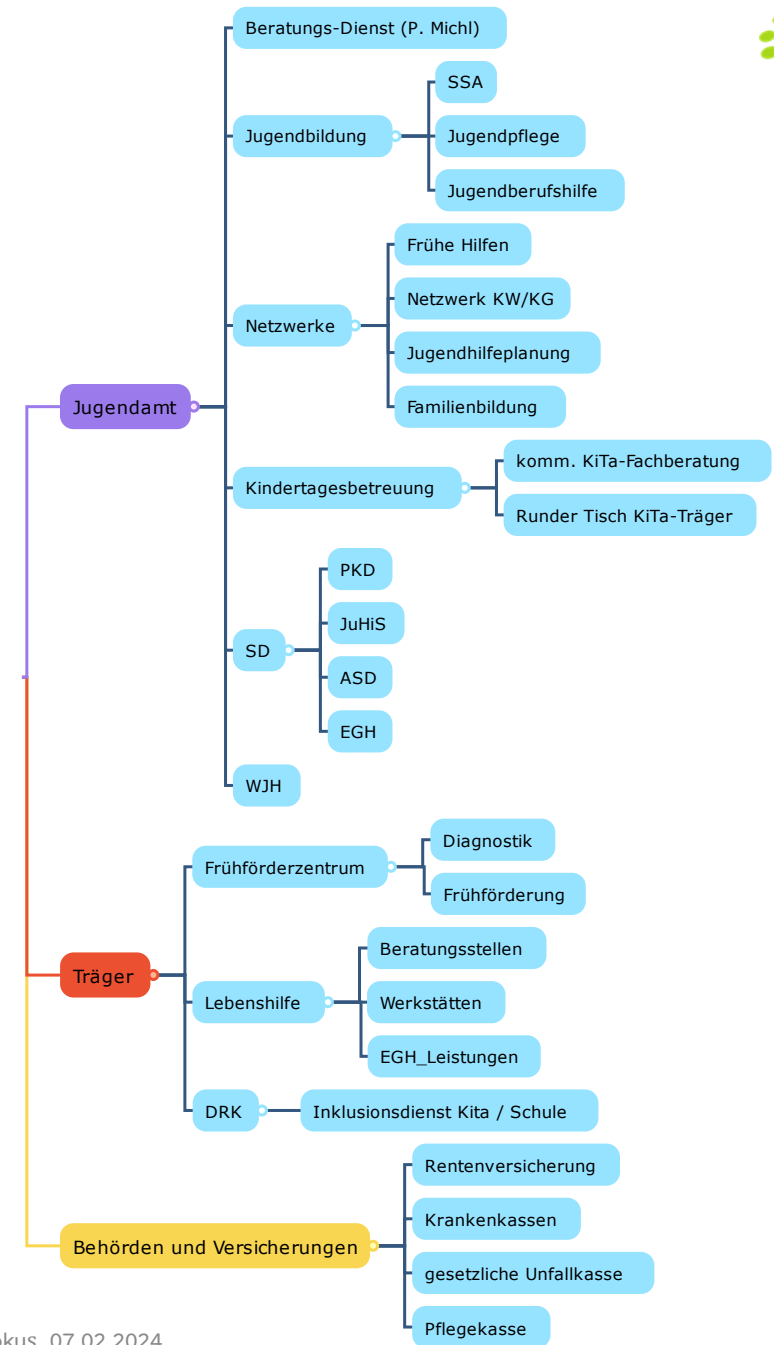 Beratungs-Dienst (P. Michl)
SSA
Jugendbildung
Jugendpflege
Jugendberufshilfe
Frühe Hilfen
Netzwerk KW/KG
Netzwerke
Jugendhilfeplanung
Jugendamt
Familienbildung
komm. KiTa-Fachberatung
Kindertagesbetreuung
Runder Tisch KiTa-Träger
PKD
JuHiS
SD
ASD
EGH
WJH
Diagnostik
Frühförderzentrum
Frühförderung
Beratungsstellen
Träger
Lebenshilfe
Werkstätten
EGH_Leistungen
DRK
Inklusionsdienst Kita / Schule
Rentenversicherung
Krankenkassen
Behörden und Versicherungen
gesetzliche Unfallkasse
Pflegekasse
07.02.2024